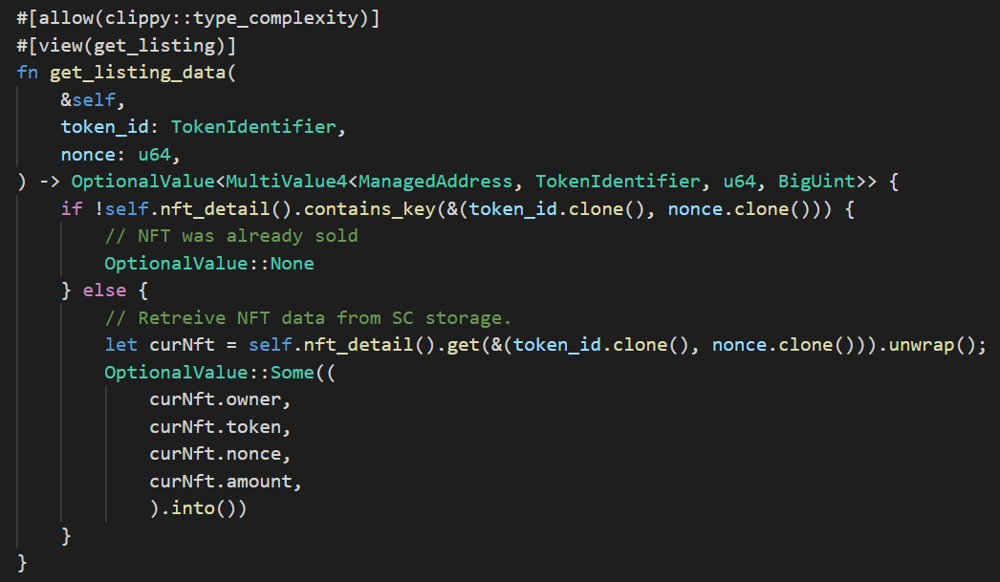 #[allow(clippy::type_complexity)]
#[view(get_listing)]
fn get_listing_data(
    &self,
    token_id: TokenIdentifier,
    nonce: u64,
) -> OptionalValue<MultiValue4<ManagedAddress, TokenIdentifier, u64, BigUint>> {
    if !self.nft_detail().contains_key(&(token_id.clone(), nonce.clone())) {
        // NFT was already sold
        OptionalValue::None
    } else {
        // Retreive NFT data from SC storage.
        let curNft = self.nft_detail().get(&(token_id.clone(), nonce.clone())).unwrap();
        OptionalValue::Some((
            curNft.owner,
            curNft.token,
            curNft.nonce,
            curNft.amount,
            ).into())
    }
}